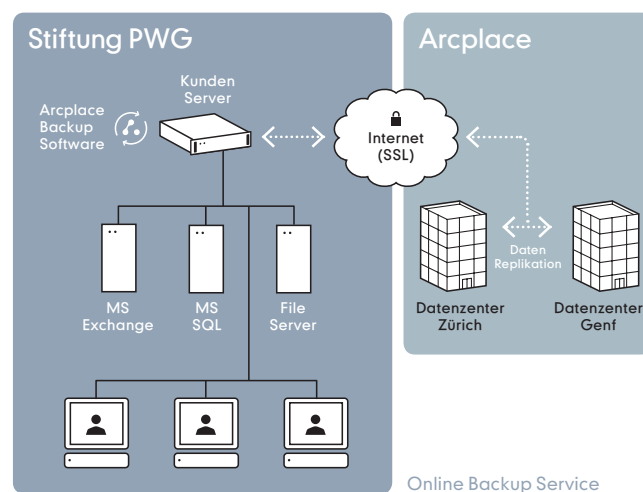 Stiftung PWG
Arcplace
Kunden
Server
Arcplace
Backup
Software
Internet
(SSL)
Daten
Replikation
MS
Exchange
MS
SQL
File
Server
Datenzenter
Zürich
Datenzenter
Genf
Online Backup Service